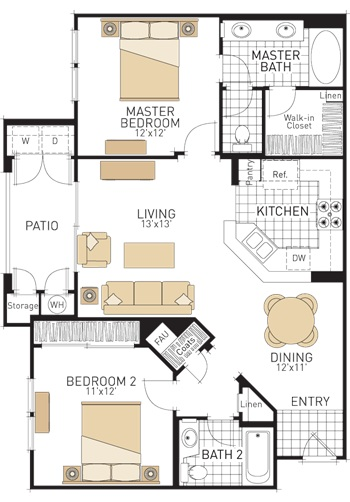 MASTER
BATH
Linen
MASTER
BEDROOM
12'x12'
Walk-in
Closet
W
D
Pantry
Ref.
PATIO
LIVING
13'x13'
KITCHEN
DW
Storage
WH
FAU
Coats
DINING
12'x11'
BEDROOM 2
11'x12'
Linen
ENTRY
BATH 2